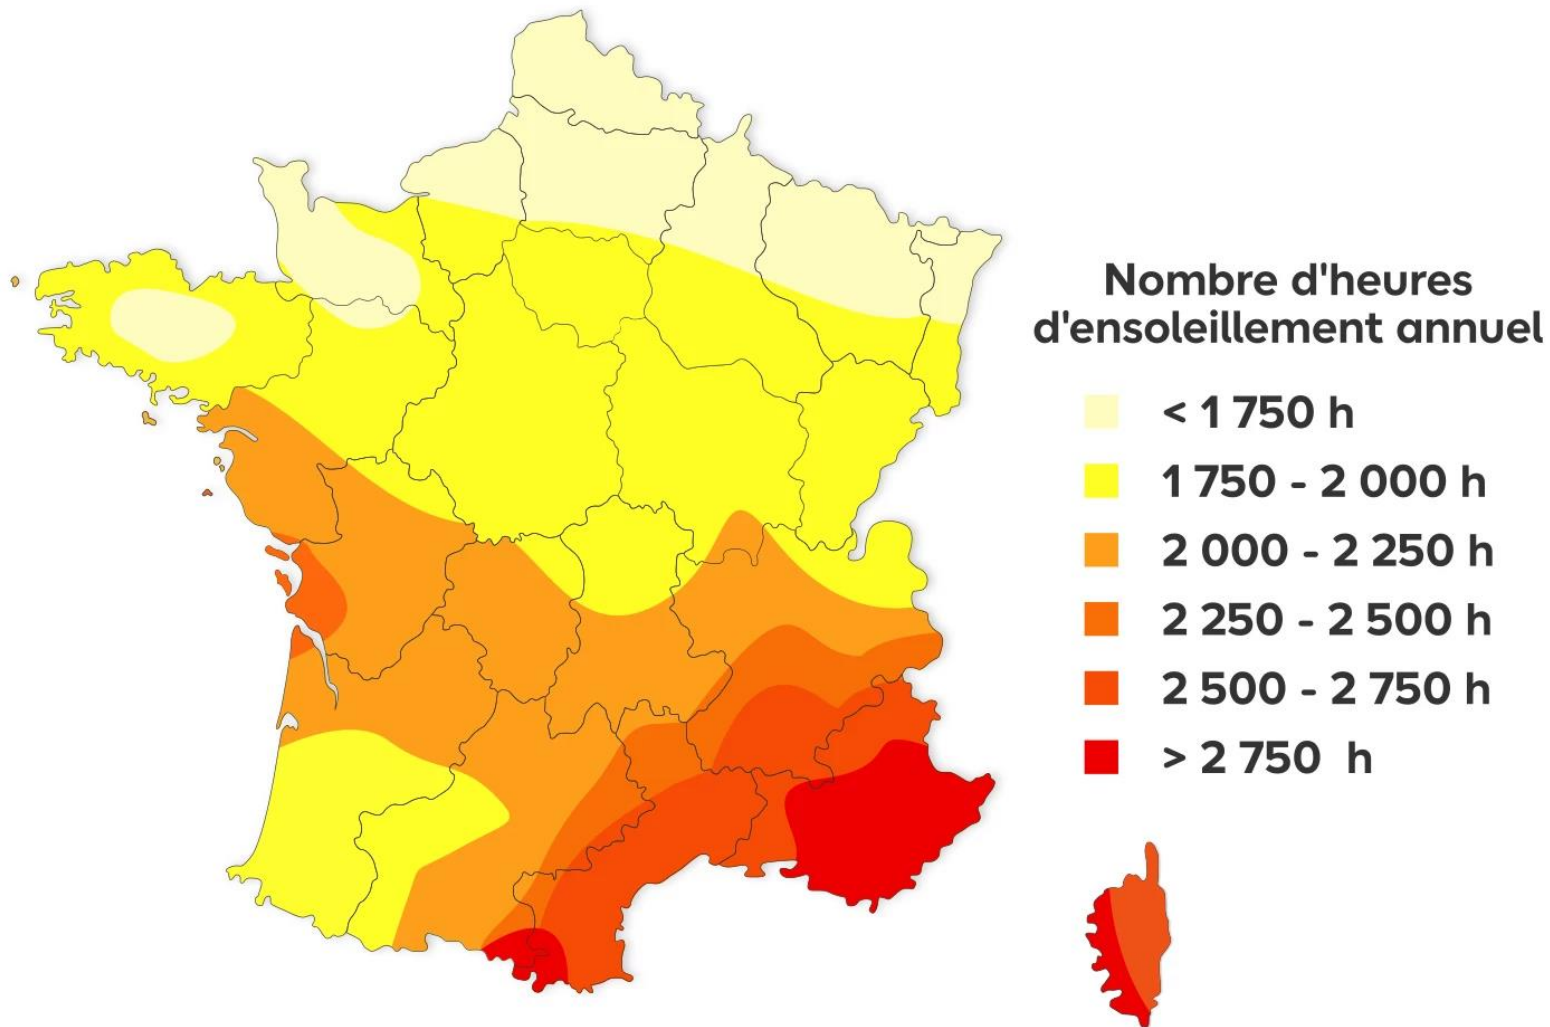 Nombre d'heures
d'ensoleillement annuel
< 1 750 h
1 750 - 2 000 h
2 000 - 2 250 h
2 250 - 2 500 h
2 500 - 2 750 h
> 2 750 h